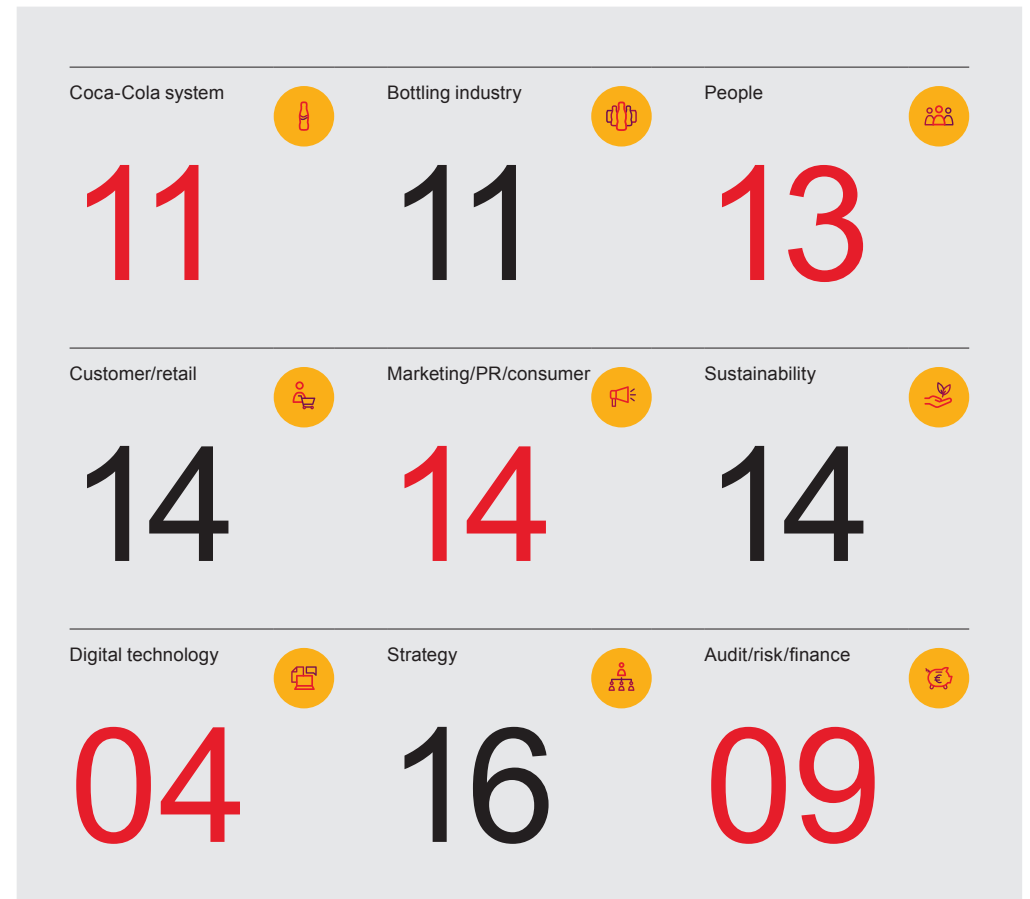 Coca-Cola system
Bottling industry
People
11
11
13
Customer/retail
Marketing/PR/consumer
Sustainability
14
14
14
Digital technology
Strategy
Audit/risk/finance
€
04
16
09